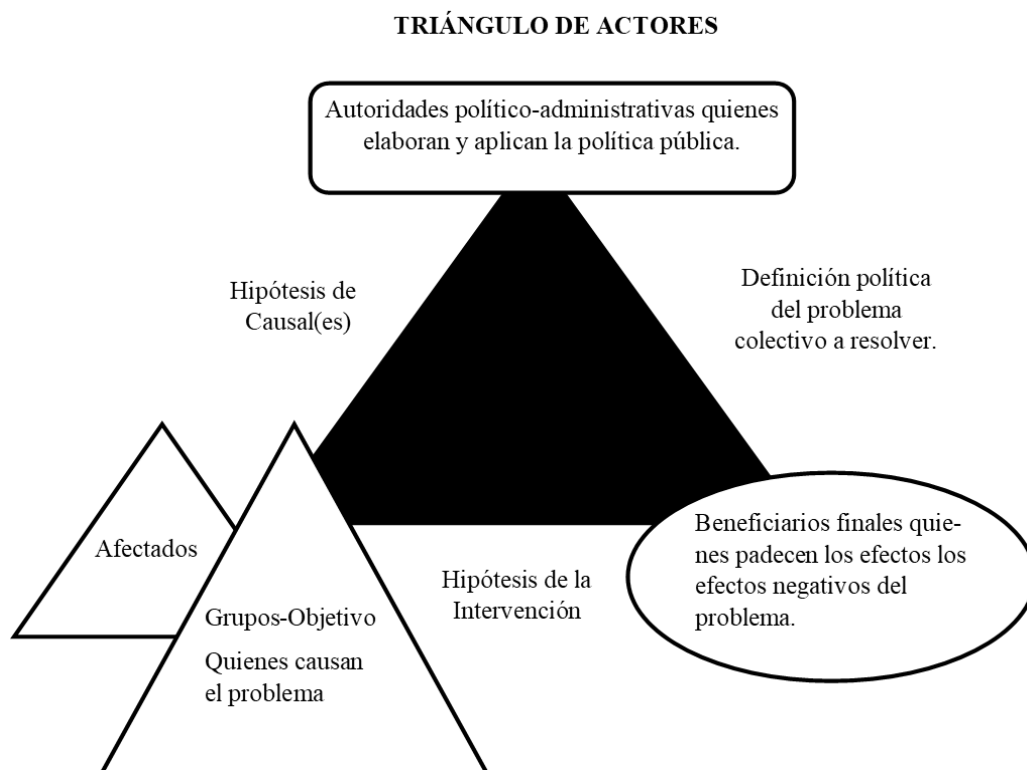 TRIÁNGULO DE ACTORES
Autoridades político-administrativas quienes
elaboran y aplican la política pública.
Hipótesis de
Causal(es)
Definición política
del problema
colectivo a resolver.
Afectados
Grupos-Objetivo
Quienes causan
el problema
Hipótesis de la
Intervención
Beneficiarios finales quie-
nes padecen los efectos los
efectos negativos del
problema.